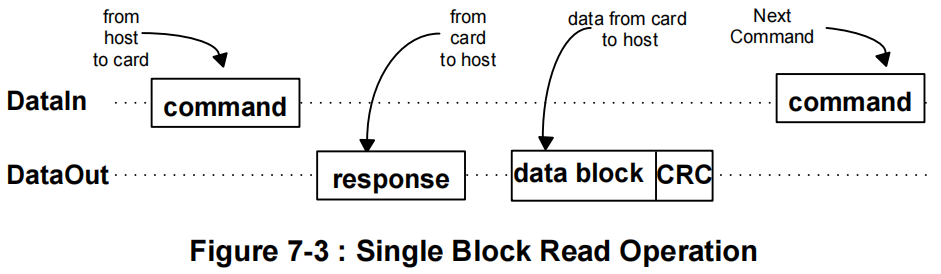 from
host
to card
from
card
to host
data from card
to host
Next
Command
DataIn
command
command
DataOut
response
data block
CRC
Figure 7-3 : Single Block Read Operation